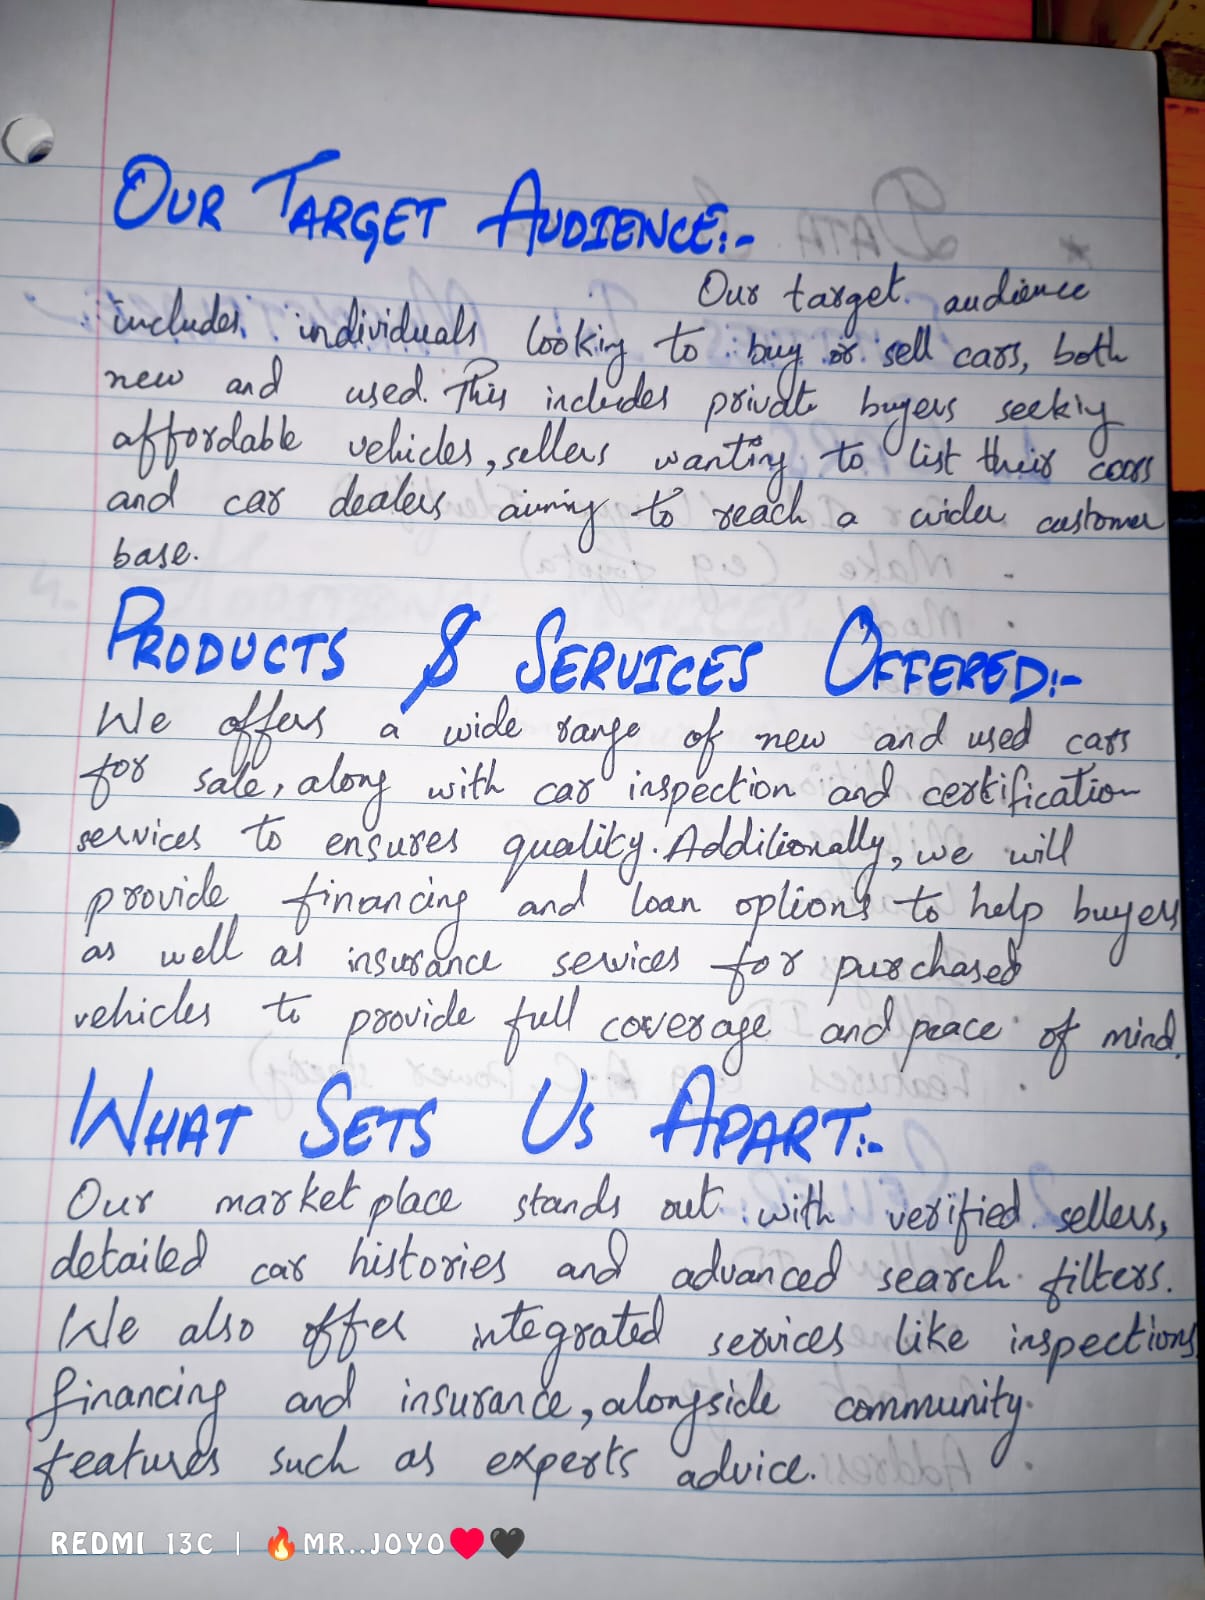 OUR TARGET AUDIENCE:-
Our target audience
includes individuals looking to buy or sell cars, both
new and used. This includes private buyers seeking
affordable vehicles, sellers wanting to list their cars
and car dealers aiming to reach a wider customer
base.
PRODUCTS & SERVICES OFFERED:-
We offers a wide range of new and used cars
for sale, along with car inspection and certification
services to ensures quality. Additionally, we will
provide financing and loan options to help buyers
as well as insurance services for purchased
vehicles to provide full coverage and peace of mind.
WHAT SETS US APART:-
Our market place stands out with verified sellers,
detailed car histories and advanced search filters.
We also offer integrated services like inspections
financing and insurance, alongside community
features such as experts advice.
REDMI 13C | 🔥MR..JOYO❤️🖤